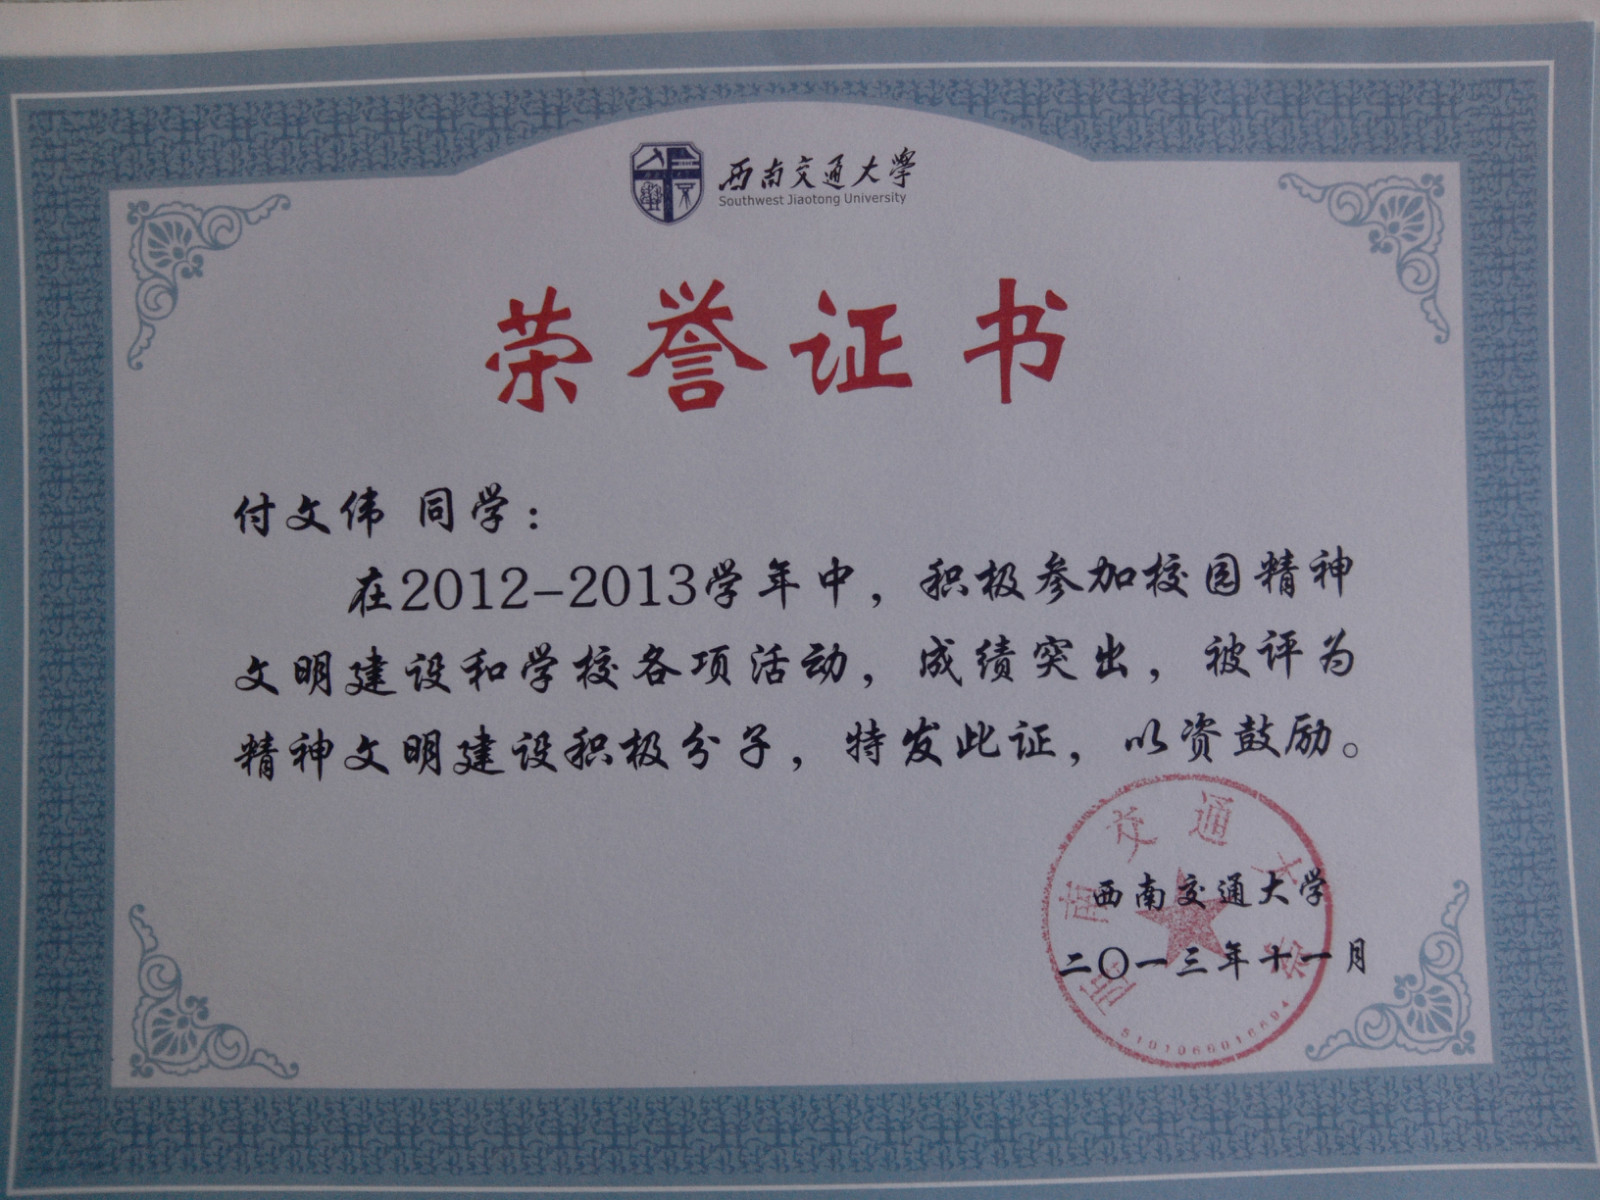 西南交通大学
Southwest Jiaotong University
荣誉证书
付文伟 同学：
在2012-2013学年中，积极参加校园精神
文明建设和学校各项活动，成绩突出，被评为
精神文明建设积极分子，特发此证，以资鼓励。
西南交通大学
二〇一三年十一月
西南交通大学